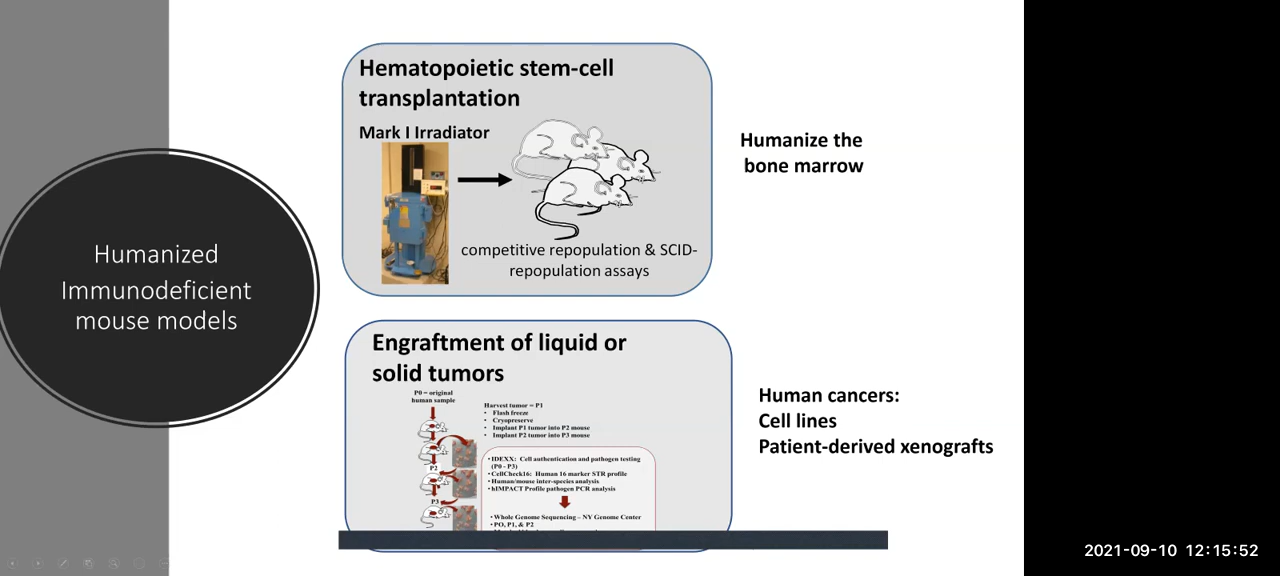 Humanized
Immunodeficient
mouse models
Hematopoietic stem-cell
transplantation
Mark I Irradiator
competitive repopulation & SCID-
repopulation assays
Humanize the
bone marrow
Engraftment of liquid or
solid tumors
P0 = original
human sample
P2
P3
Harvest tumor = P1
• Flash freeze
• Cryopreserve
• Implant P1 tumor into P2 mouse
• Implant P2 tumor into P3 mouse
• IDEXX: Cell authentication and pathogen testing
(P0 - P3)
• CellCheck16: Human 16 marker STR profile
• Human/mouse inter-species analysis
• hIMPACT Profile pathogen PCR analysis
• Whole Genome Sequencing – NY Genome Center
• PO, P1, & P2
Human cancers:
Cell lines
Patient-derived xenografts
2021-09-10 12:15:52